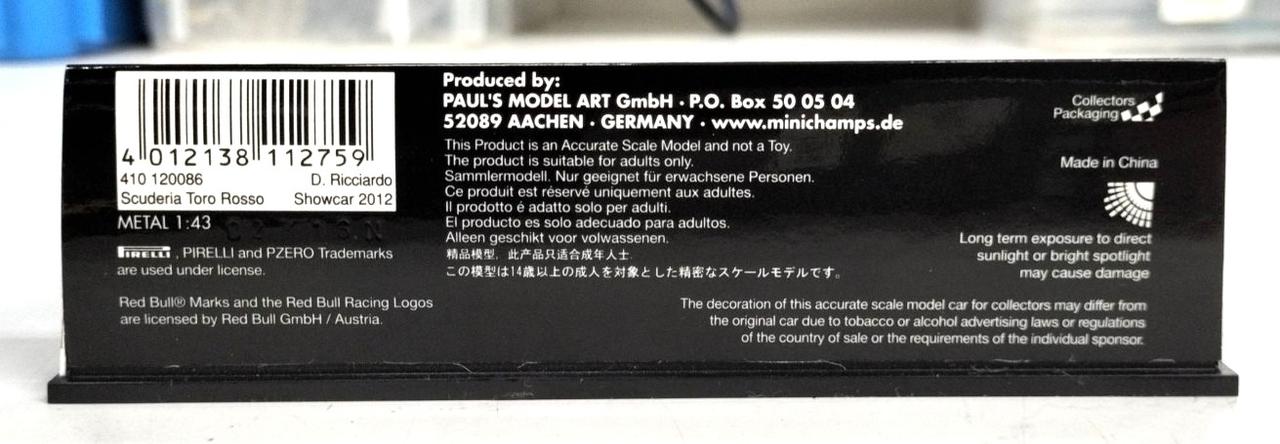 4 012138 112759
410 120086 D. Ricciardo
Scuderia Toro Rosso Showcar 2012
METAL 1:43
PIRELLI, PIRELLI and PZERO Trademarks
are used under license.
Red Bull® Marks and the Red Bull Racing Logos
are licensed by Red Bull GmbH / Austria.
Produced by:
PAUL'S MODEL ART GmbH · P.O. Box 50 05 04
52089 AACHEN · GERMANY · www.minichamps.de
This Product is an Accurate Scale Model and not a Toy.
The product is suitable for adults only.
Sammlermodell. Nur geeignet für erwachsene Personen.
Ce produit est réservé uniquement aux adultes.
Il prodotto é adatto solo per adulti.
El producto es solo adecuado para adultos.
Alleen geschikt voor volwassenen.
精品模型，此产品只适合成年人士
この模型は14歳以上の成人を対象とした精密なスケールモデルです。
Collectors
Packaging
Made in China
Long term exposure to direct
sunlight or bright spotlight
may cause damage
The decoration of this accurate scale model car for collectors may differ from
the original car due to tobacco or alcohol advertising laws or regulations
of the country of sale or the requirements of the individual sponsor.